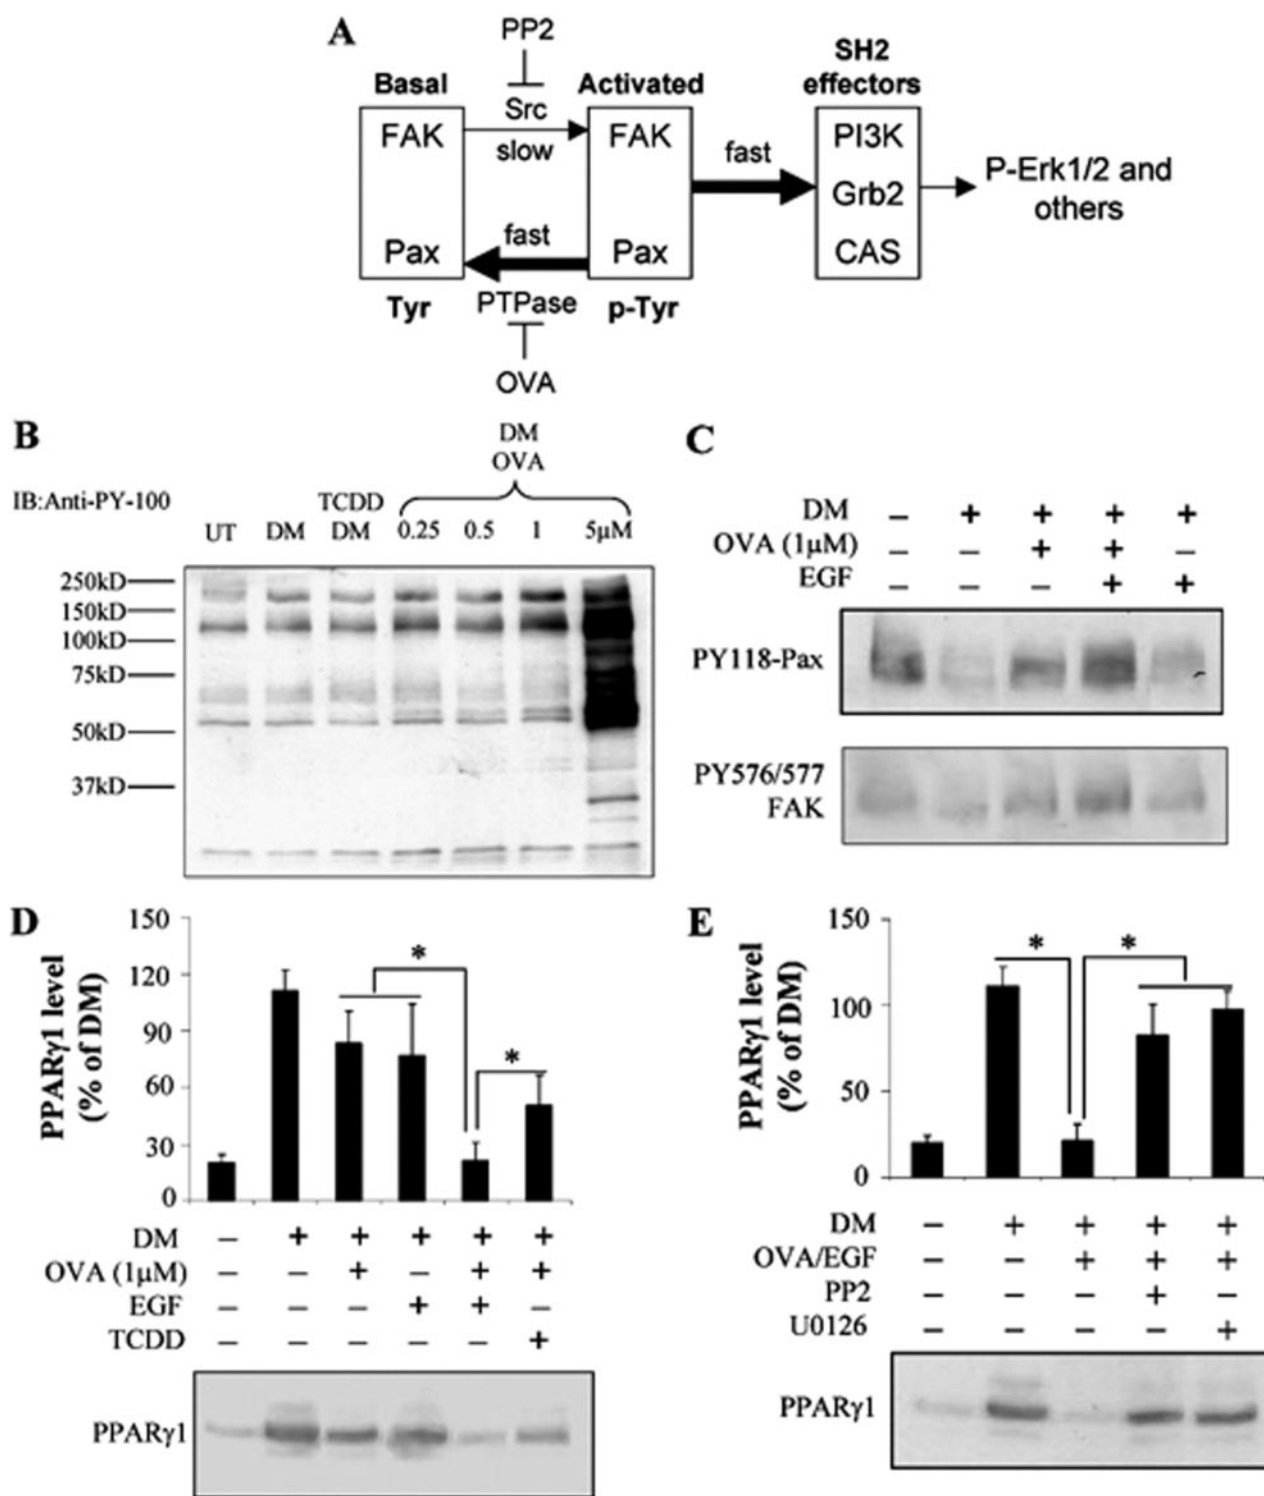 A
PP2
SH2
effectors
Basal
Activated
Src
FAK
slow
FAK
fast
PI3K
Grb2
CAS
P-Erk1/2 and
others
fast
Pax
Pax
Tyr
PTPase
p-Tyr
OVA
B
DM
OVA
IB:Anti-PY-100
TCDD
UT DM DM 0.25 0.5 1 5μM
250kD
150kD
100kD
75kD
50kD
37kD
C
DM – + + + +
OVA (1μM) – – + + –
EGF – – – + +
PY118-Pax
PY576/577
FAK
D
PPARγ1 level
(% of DM)
150
120
90
60
30
0
*
*
DM – + + + + +
OVA (1μM) – – + – + +
EGF – – – + + –
TCDD – – – – – +
PPARγ1
E
PPARγ1 level
(% of DM)
150
100
50
0
*
*
DM – + + + +
OVA/EGF – – + + +
PP2 – – – + –
U0126 – – – – +
PPARγ1